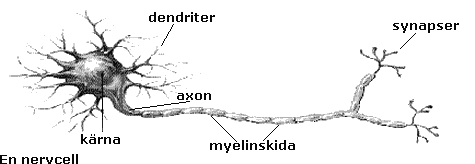 dendriter
synapser
axon
kärna
myelinskida
En nervcell